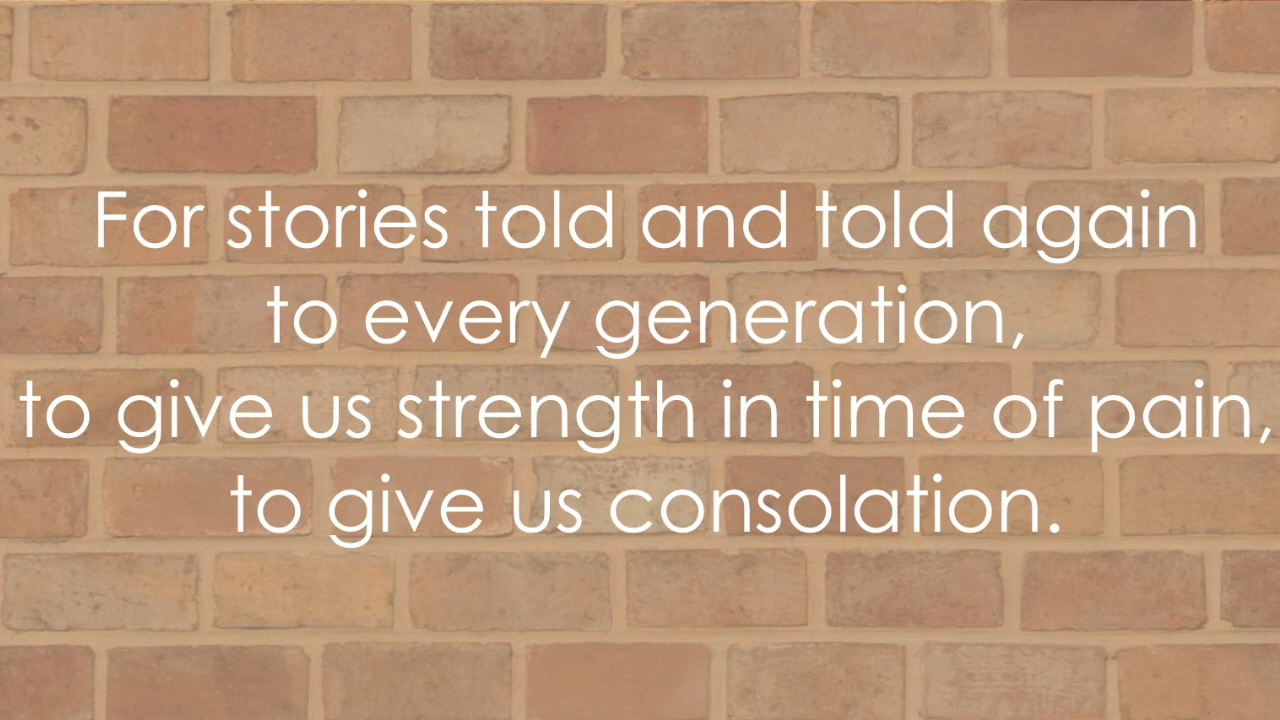 For stories told and told again
to every generation,
to give us strength in time of pain,
to give us consolation.